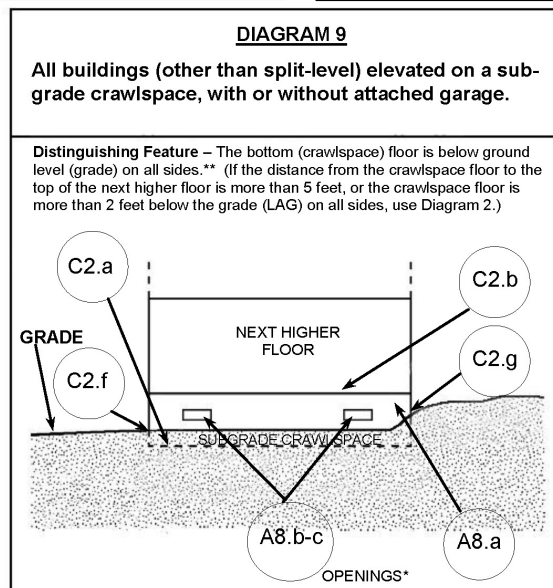 DIAGRAM 9
All buildings (other than split-level) elevated on a sub-
grade crawlspace, with or without attached garage.
Distinguishing Feature – The bottom (crawlspace) floor is below ground
level (grade) on all sides.** (If the distance from the crawlspace floor to the
top of the next higher floor is more than 5 feet, or the crawlspace floor is
more than 2 feet below the grade (LAG) on all sides, use Diagram 2.)
C2.a
C2.b
NEXT HIGHER
FLOOR
GRADE
C2.f
C2.g
SUBGRADE CRAWLSPACE
A8.b-c
A8.a
OPENINGS*